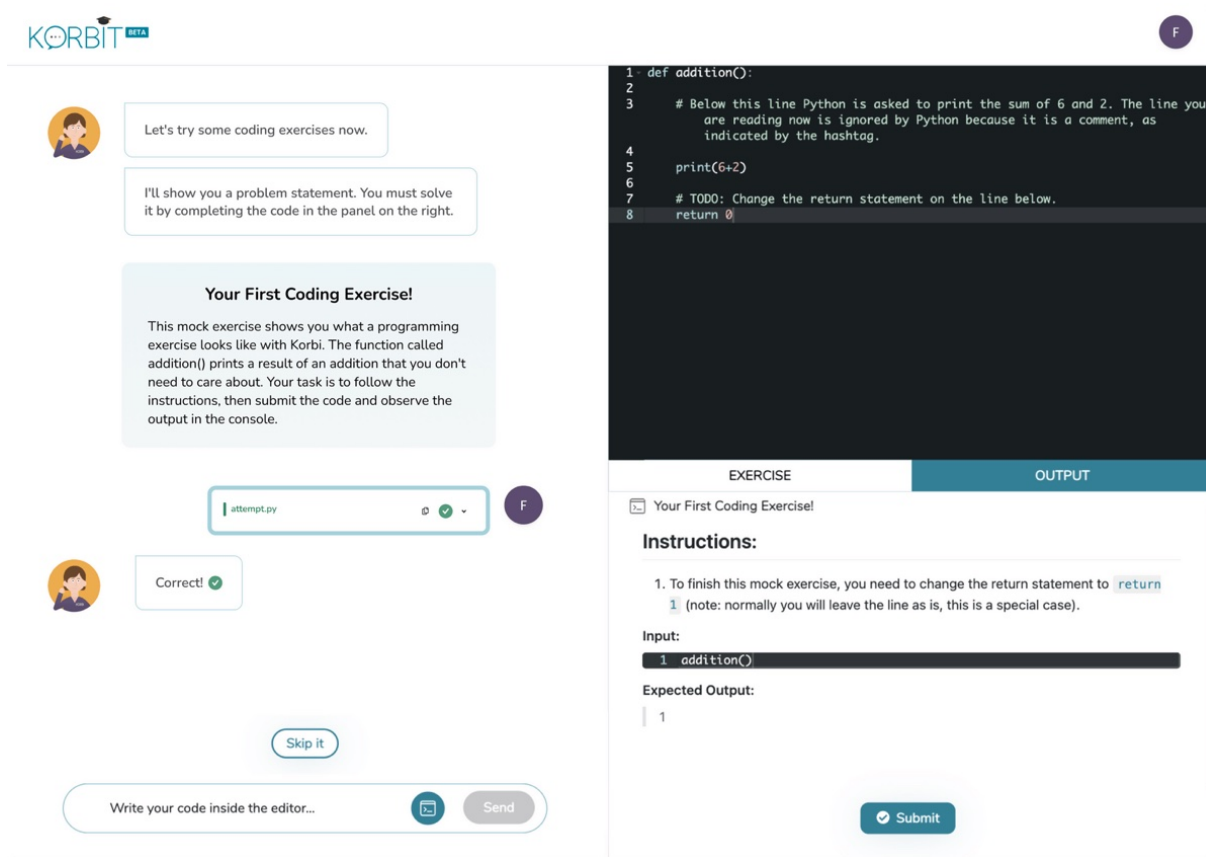 KORBIT BETA
F
Let's try some coding exercises now.
I'll show you a problem statement. You must solve
it by completing the code in the panel on the right.
Your First Coding Exercise!
This mock exercise shows you what a programming
exercise looks like with Korbi. The function called
addition() prints a result of an addition that you don't
need to care about. Your task is to follow the
instructions, then submit the code and observe the
output in the console.
attempt.py
F
Correct!
Skip it
Write your code inside the editor...
Send
1 def addition():
2
3 # Below this line Python is asked to print the sum of 6 and 2. The line you
are reading now is ignored by Python because it is a comment, as
indicated by the hashtag.
4
5 print(6+2)
6
7 # TODO: Change the return statement on the line below.
8 return 0
EXERCISE
OUTPUT
Your First Coding Exercise!
Instructions:
1. To finish this mock exercise, you need to change the return statement to return
1 (note: normally you will leave the line as is, this is a special case).
Input:
1 addition()
Expected Output:
1
Submit